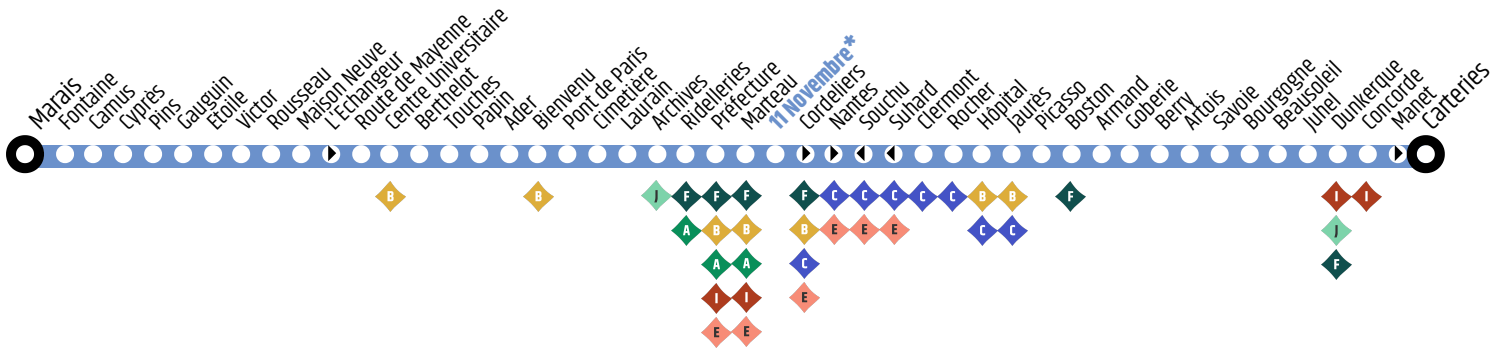 Marais
Fontaine
Camus
Cyprès
Pins
Gauguin
Etoile
Victor
Rousseau
Maison Neuve
L'Echangeur
Route de Mayenne
Centre Universitaire
Berthelot
Touches
Papin
Ader
Bienvenu
Pont de Paris
Cimetière
Laurain
Archives
Ridelleries
Préfecture
Matteau
11 Novembre*
Cordeliers
Nantes
Souchu
Suhard
Clermont
Rocher
Hôpital
Jaurès
Picasso
Boston
Armand
Goberie
Berry
Artois
Savoie
Bourgogne
Beausoleil
Juhel
Dunkerque
Concorde
Manet
Carteries
B B J F F F F C C C C C B B F I I
A B B B E E E C C J
A A C F
I I E
E E